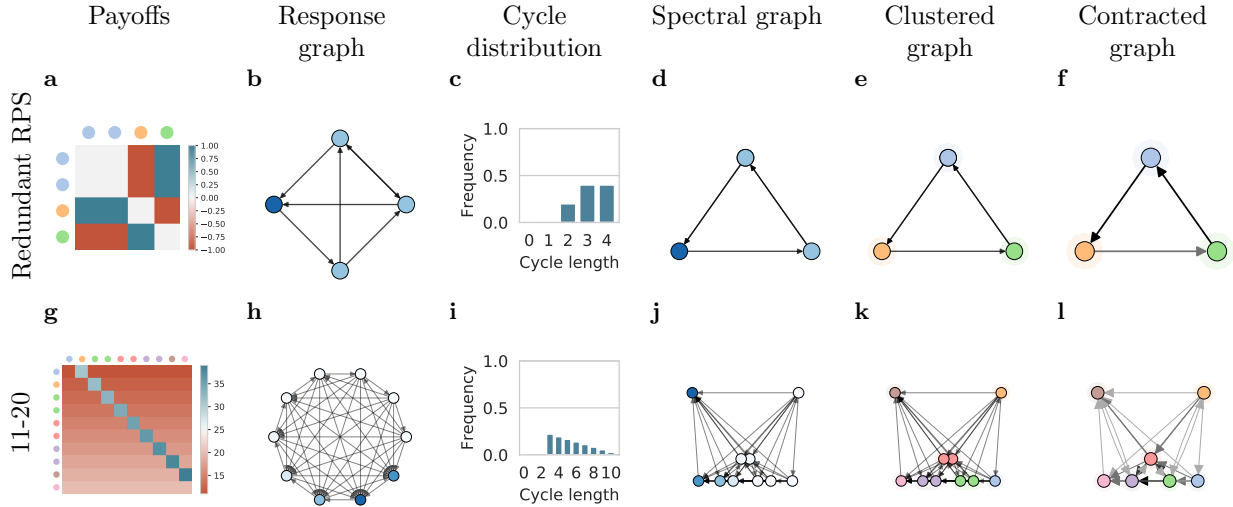 Payoffs
Response graph
Cycle distribution
Spectral graph
Clustered graph
Contracted graph
Redundant RPS
a
b
c
d
e
f
1.00
0.75
0.50
0.25
0.00
−0.25
−0.50
−0.75
−1.00
Frequency
1.0
0.5
0.0
0 1 2 3 4
Cycle length
11-20
g
h
i
j
k
l
35
30
25
20
15
Frequency
1.0
0.5
0.0
0 2 4 6 8 10
Cycle length